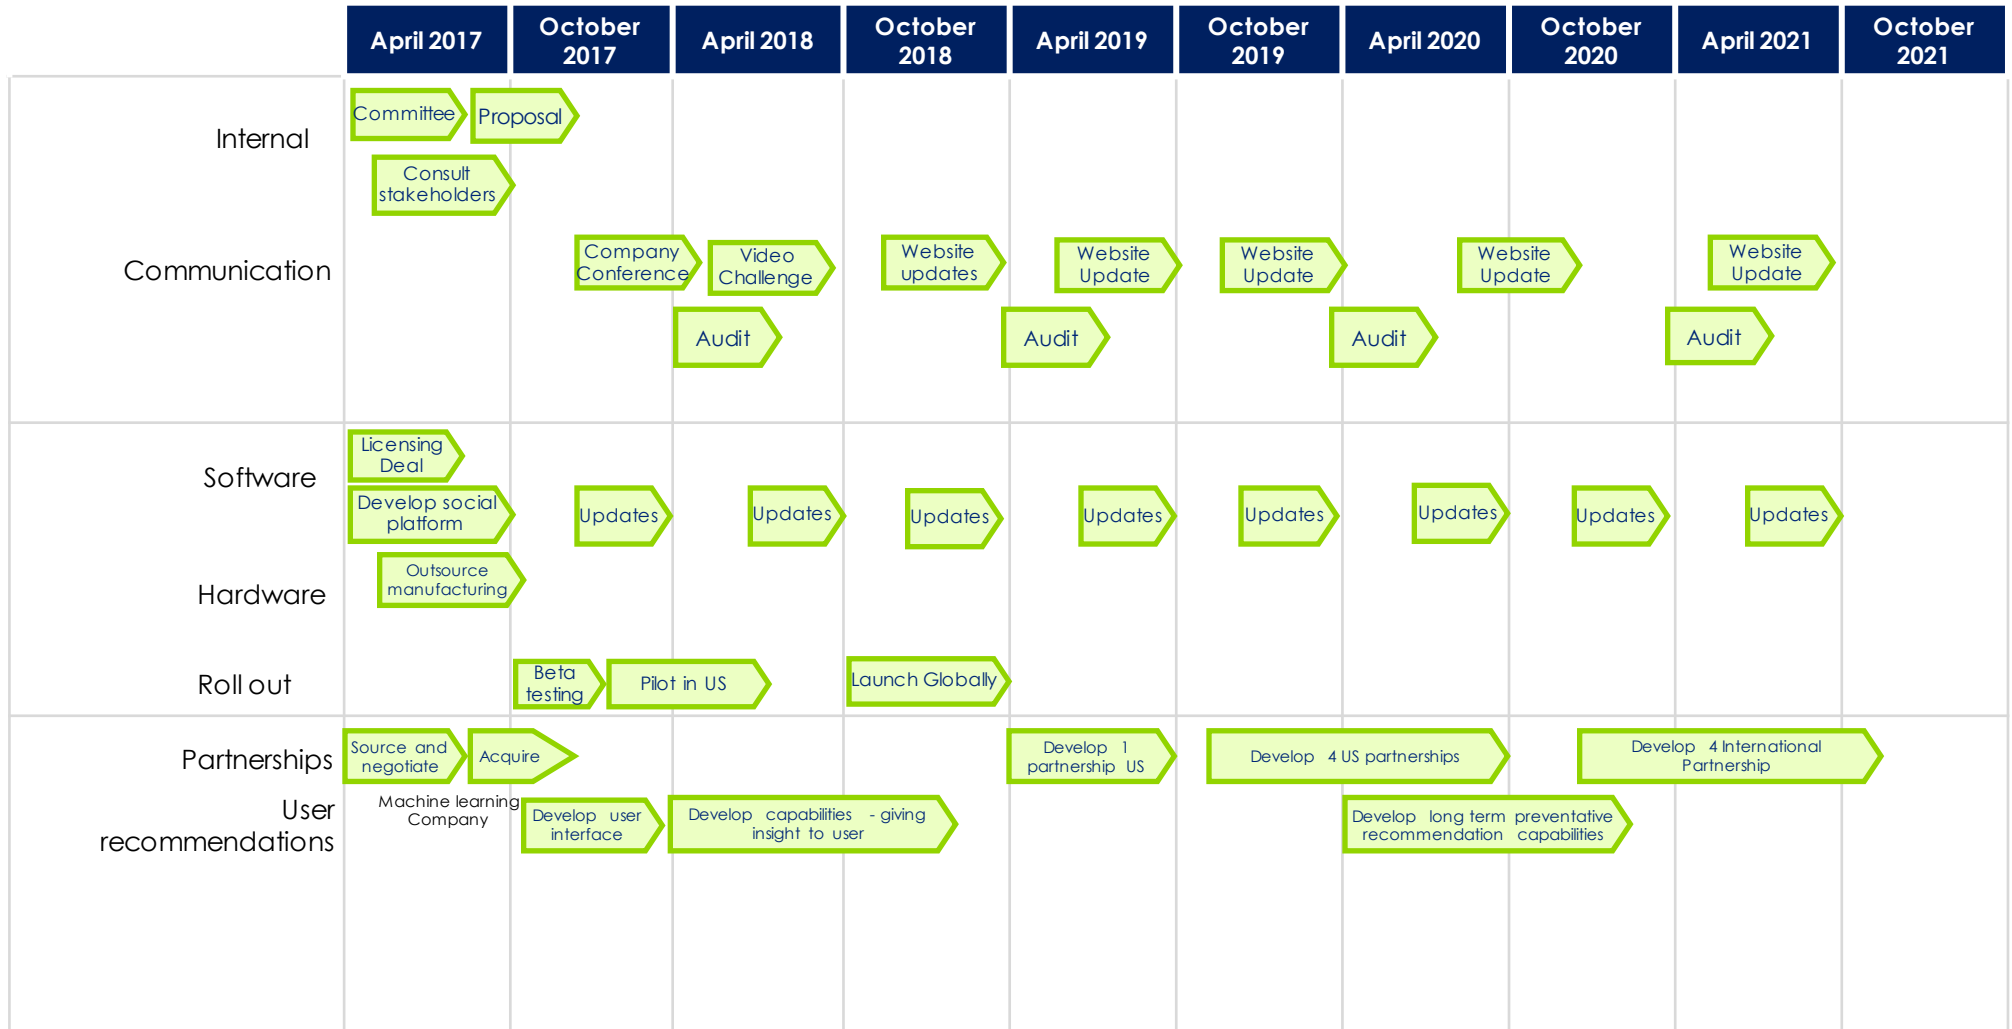 April 2017
October
2017
April 2018
October
2018
April 2019
October
2019
April 2020
October
2020
April 2021
October
2021
Internal
Committee
Proposal
Consult
stakeholders
Communication
Company
Conference
Video
Challenge
Website
updates
Website
Update
Website
Update
Website
Update
Website
Update
Audit
Audit
Audit
Audit
Software
Licensing
Deal
Develop social
platform
Updates
Updates
Updates
Updates
Updates
Updates
Updates
Updates
Hardware
Outsource
manufacturing
Roll out
Beta
testing
Pilot in US
Launch Globally
Partnerships
Source and
negotiate
Acquire
Develop 1
partnership US
Develop 4 US partnerships
Develop 4 International
Partnership
User
recommendations
Machine learning
Company
Develop user
interface
Develop capabilities - giving
insight to user
Develop long term preventative
recommendation capabilities